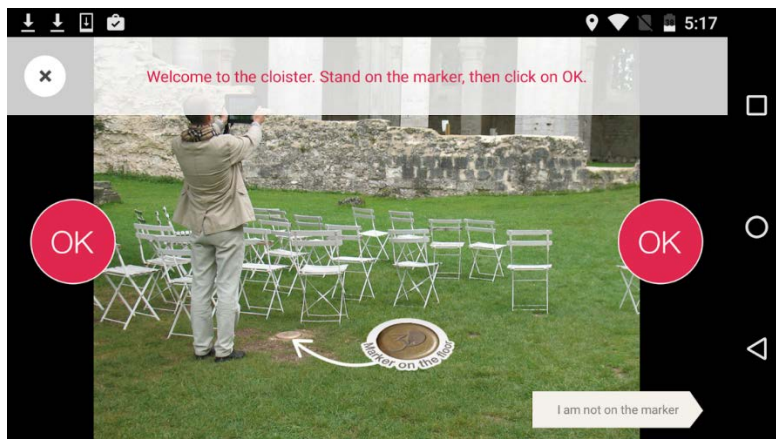 5:17
Welcome to the cloister. Stand on the marker, then click on OK.
OK
OK
3D
Marker on the floor
I am not on the marker